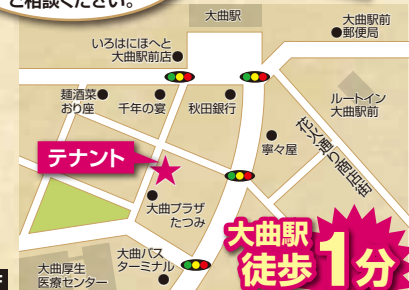 ご相談ください。
大曲駅
大曲駅前
郵便局
いろはにほへと
大曲駅前店
麺酒菜
おり座
千年の宴
秋田銀行
ルートイン
大曲駅前
花火通り商店街
寧々屋
テナント
大曲プラザ
たつみ
大曲駅
徒歩1分
大曲バス
ターミナル
大曲厚生
医療センター